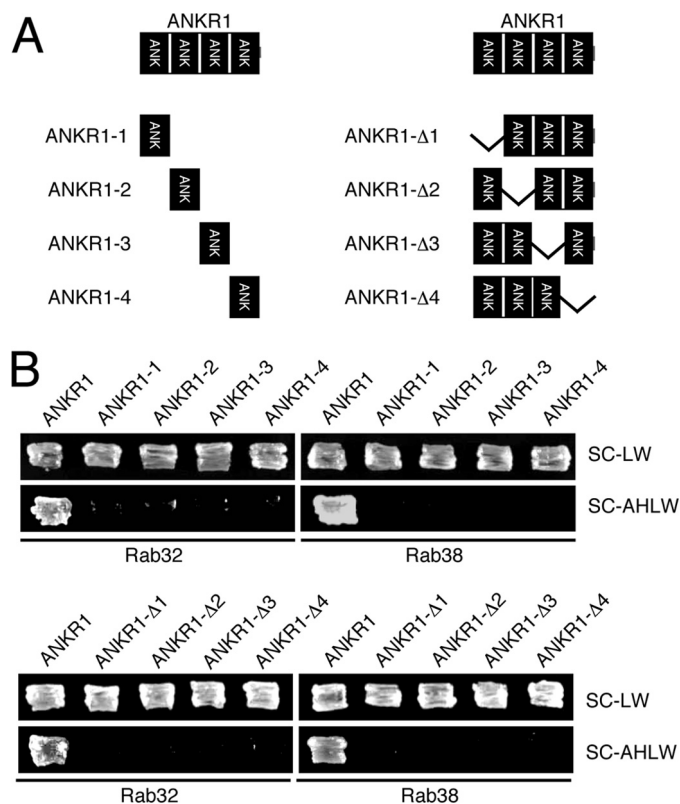 A
ANKR1
ANK ANK ANK ANK
ANKR1
ANK ANK ANK ANK
ANKR1-1
ANK
ANKR1-Δ1
ANK ANK ANK
ANKR1-2
ANK
ANKR1-Δ2
ANK ANK ANK
ANKR1-3
ANK
ANKR1-Δ3
ANK ANK ANK
ANKR1-4
ANK
ANKR1-Δ4
ANK ANK ANK
B
ANKR1 ANKR1-1 ANKR1-2 ANKR1-3 ANKR1-4 ANKR1 ANKR1-1 ANKR1-2 ANKR1-3 ANKR1-4
SC-LW
SC-AHLW
Rab32 Rab38
ANKR1 ANKR1-Δ1 ANKR1-Δ2 ANKR1-Δ3 ANKR1-Δ4 ANKR1 ANKR1-Δ1 ANKR1-Δ2 ANKR1-Δ3 ANKR1-Δ4
SC-LW
SC-AHLW
Rab32 Rab38